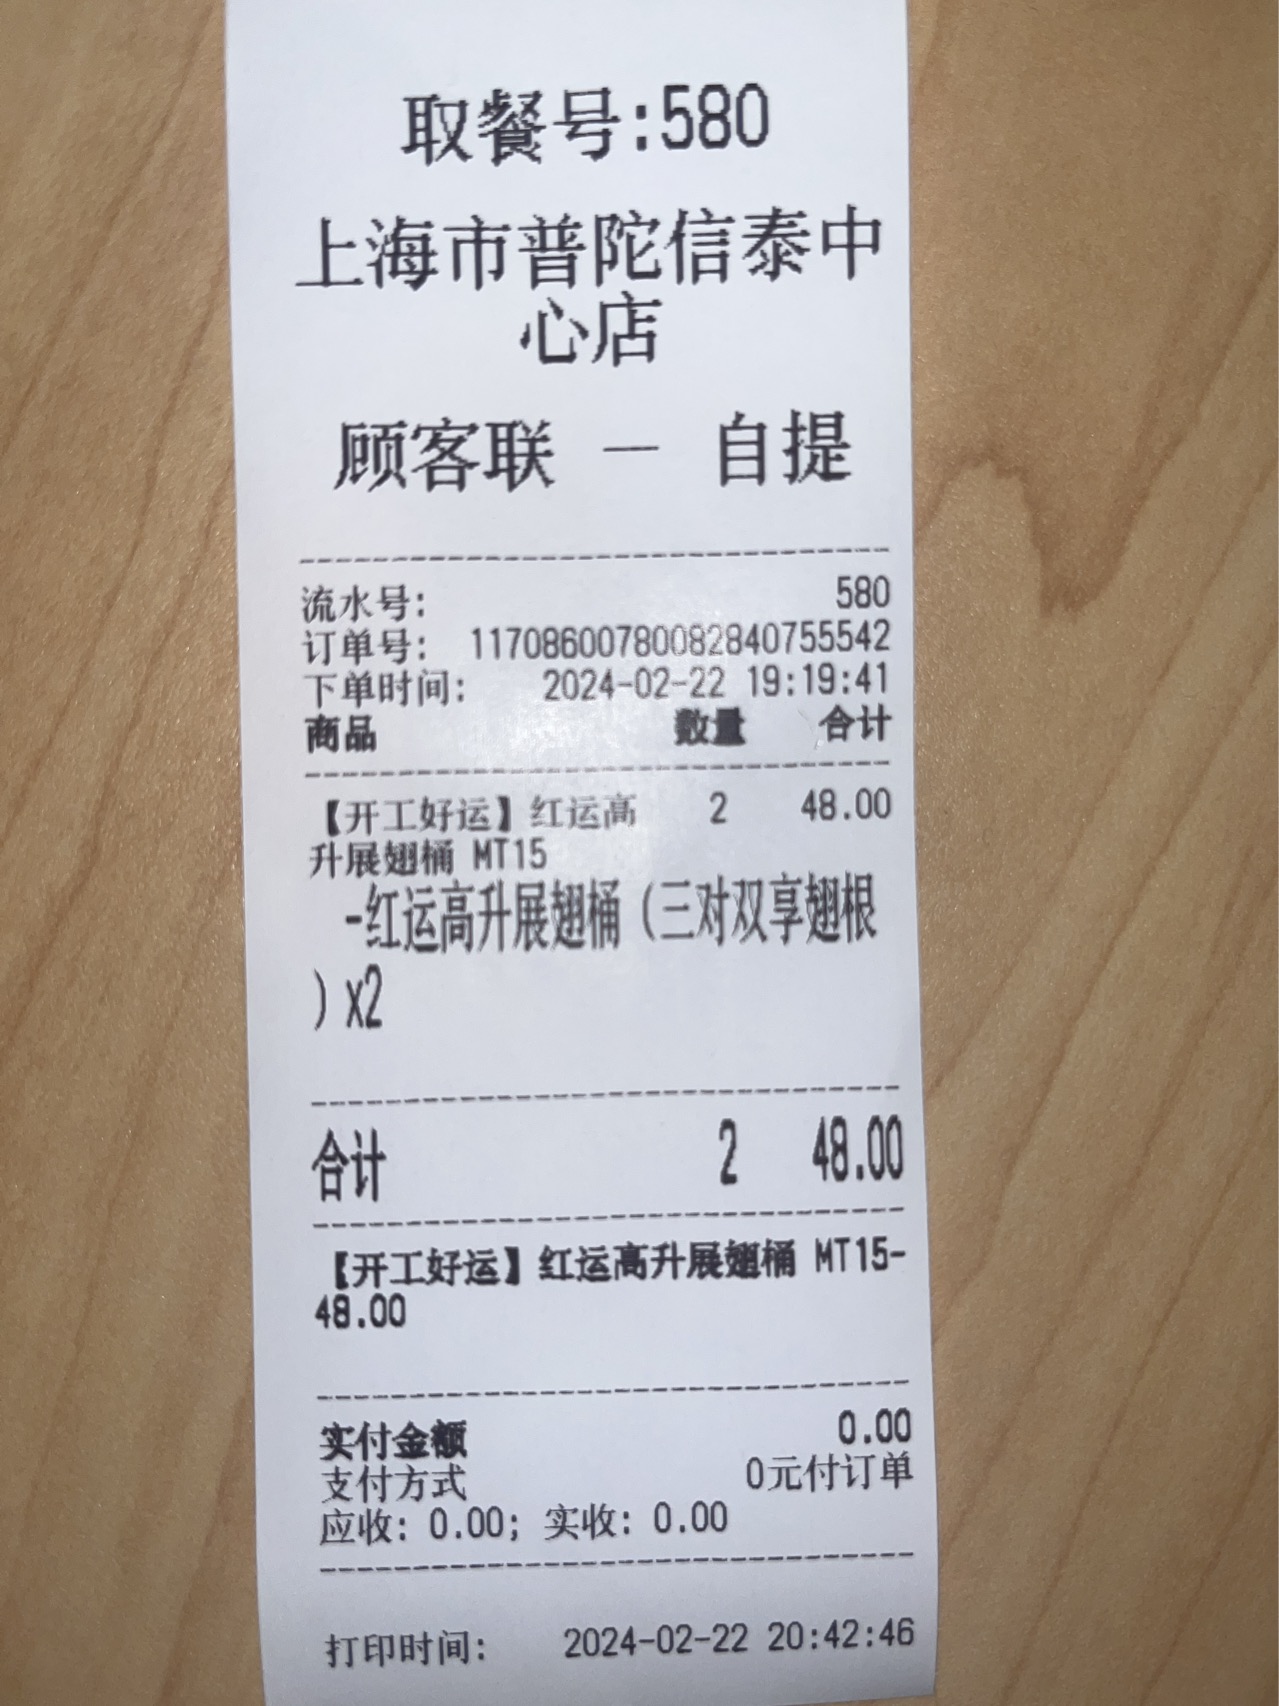 取餐号:580
上海市普陀信泰中
心店
顾客联 — 自提
流水号: 580
订单号: 11708600780082840755542
下单时间: 2024-02-22 19:19:41
商品 数量 合计
【开工好运】红运高 2 48.00
升展翅桶 MT15
-红运高升展翅桶（三对双享翅根
）x2
合计 2 48.00
【开工好运】红运高升展翅桶 MT15-
48.00
实付金额 0.00
支付方式 0元付订单
应收: 0.00; 实收: 0.00
打印时间: 2024-02-22 20:42:46